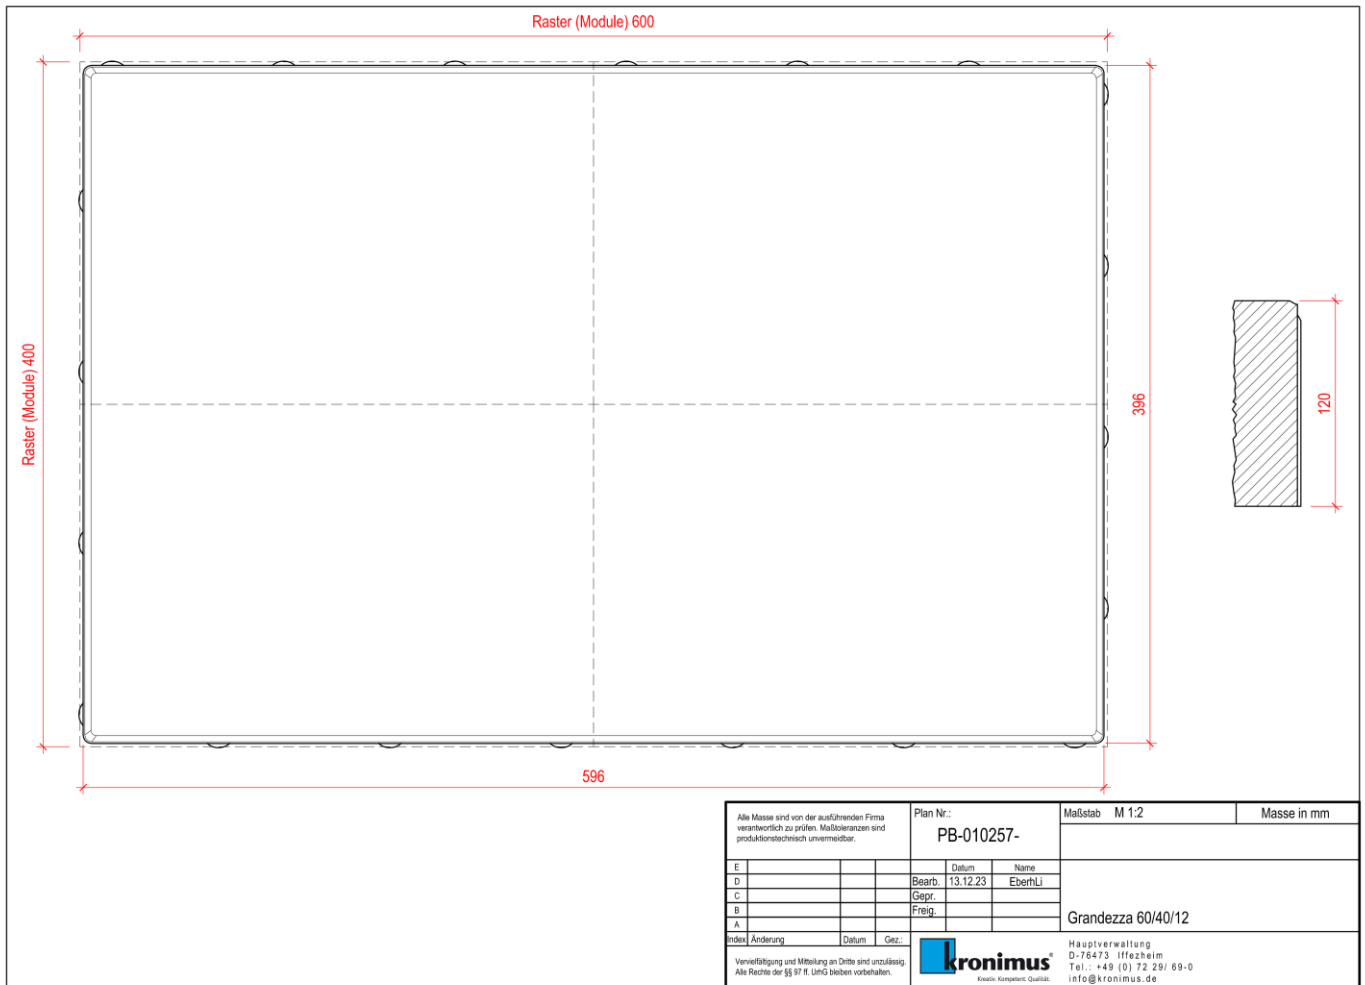 Raster (Module) 600
Raster (Module) 400
396
120
596
Alle Masse sind von der ausführenden Firma
verantwortlich zu prüfen. Maßtoleranzen sind
produktionstechnisch unvermeidbar.
Plan Nr.:
PB-010257-
Maßstab M 1:2
Masse in mm
E
D
C
B
A
Index Änderung Datum Gez.:
Datum Name
Bearb. 13.12.23 EberhLi
Gepr.
Freig.
Grandezza 60/40/12
Vervielfältigung und Mitteilung an Dritte sind unzulässig.
Alle Rechte der §§ 97 ff. UrhG bleiben vorbehalten.
kronimus®
Kreativ. Kompetent. Qualität.
Hauptverwaltung
D-76473 Iffezheim
Tel.: +49 (0) 72 29/ 69-0
info@kronimus.de